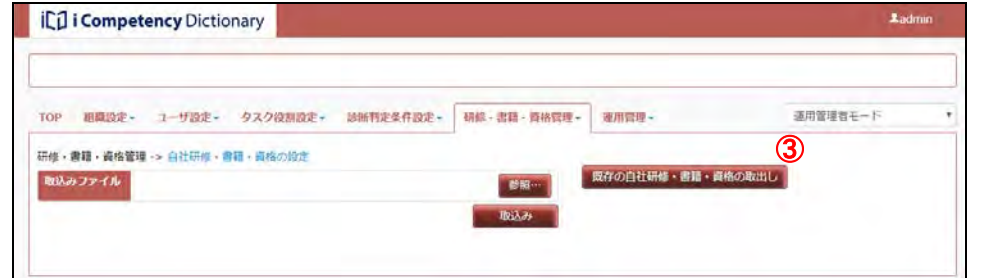 i Competency Dictionary
admin
TOP 組織設定 ユーザ設定 タスク役割設定 診断判定条件設定 研修・書籍・資格管理 運用管理 運用管理者モード
③
研修・書籍・資格管理 -> 自社研修・書籍・資格の設定
取込みファイル 参照… 既存の自社研修・書籍・資格の取出し
取込み